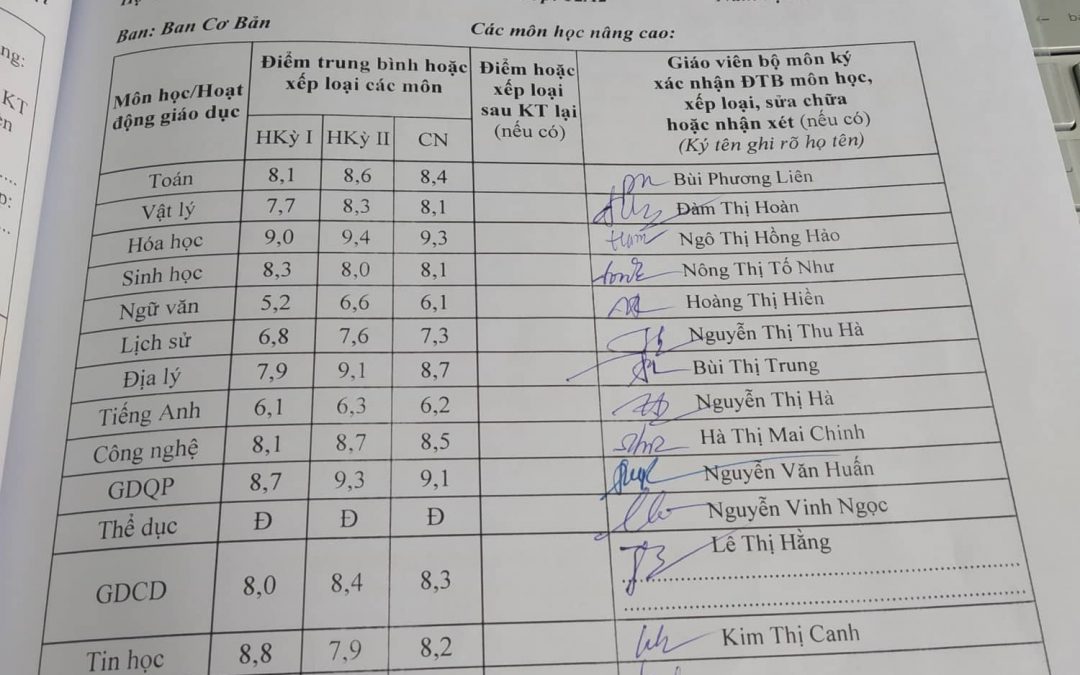 ng:
KT
Ban: Ban Cơ Bản
Các môn học nâng cao:
Môn học/Hoạt động giáo dục
Điểm trung bình hoặc xếp loại các môn
Điểm hoặc xếp loại sau KT lại (nếu có)
Giáo viên bộ môn ký
xác nhận ĐTB môn học,
xếp loại, sửa chữa
hoặc nhận xét (nếu có)
(Ký tên ghi rõ họ tên)
HKỳ I HKỳ II CN
Toán 8,1 8,6 8,4 Bùi Phương Liên
Vật lý 7,7 8,3 8,1 Đàm Thị Hoàn
Hóa học 9,0 9,4 9,3 Ngô Thị Hồng Hảo
Sinh học 8,3 8,0 8,1 Nông Thị Tố Như
Ngữ văn 5,2 6,6 6,1 Hoàng Thị Hiền
Lịch sử 6,8 7,6 7,3 Nguyễn Thị Thu Hà
Địa lý 7,9 9,1 8,7 Bùi Thị Trung
Tiếng Anh 6,1 6,3 6,2 Nguyễn Thị Hà
Công nghệ 8,1 8,7 8,5 Hà Thị Mai Chinh
GDQP 8,7 9,3 9,1 Nguyễn Văn Huấn
Thể dục Đ Đ Đ Nguyễn Vinh Ngọc
GDCD 8,0 8,4 8,3 Lê Thị Hằng
Tin học 8,8 7,9 8,2 Kim Thị Canh